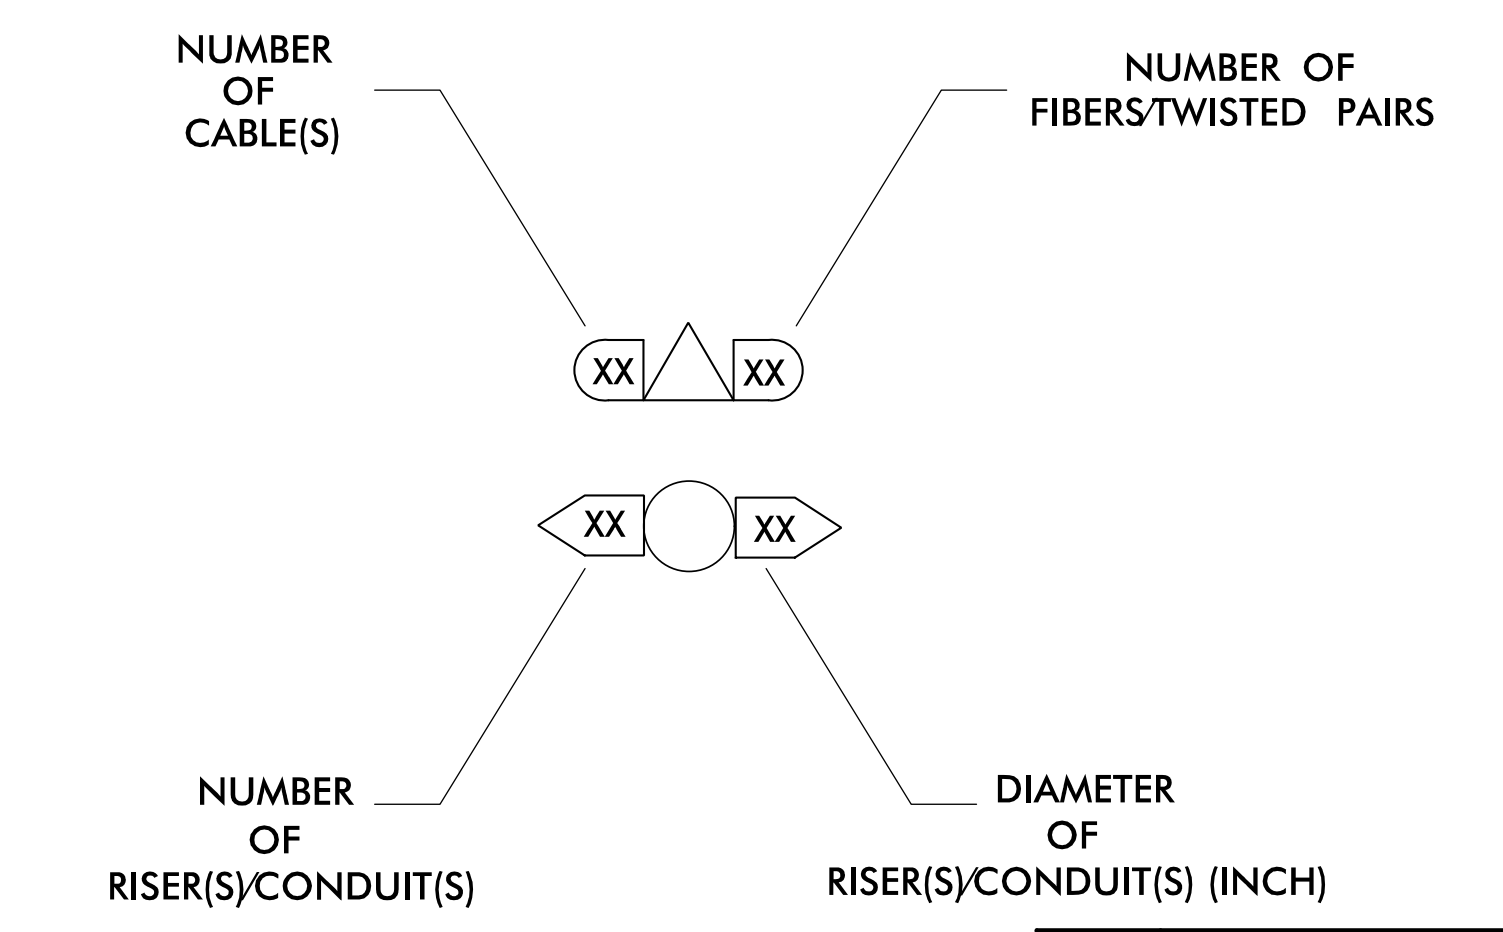 NUMBER
OF
CABLE(S)
NUMBER OF
FIBERS/TWISTED PAIRS
XX
XX
XX
XX
NUMBER
OF
RISER(S)/CONDUIT(S)
DIAMETER
OF
RISER(S)/CONDUIT(S) (INCH)